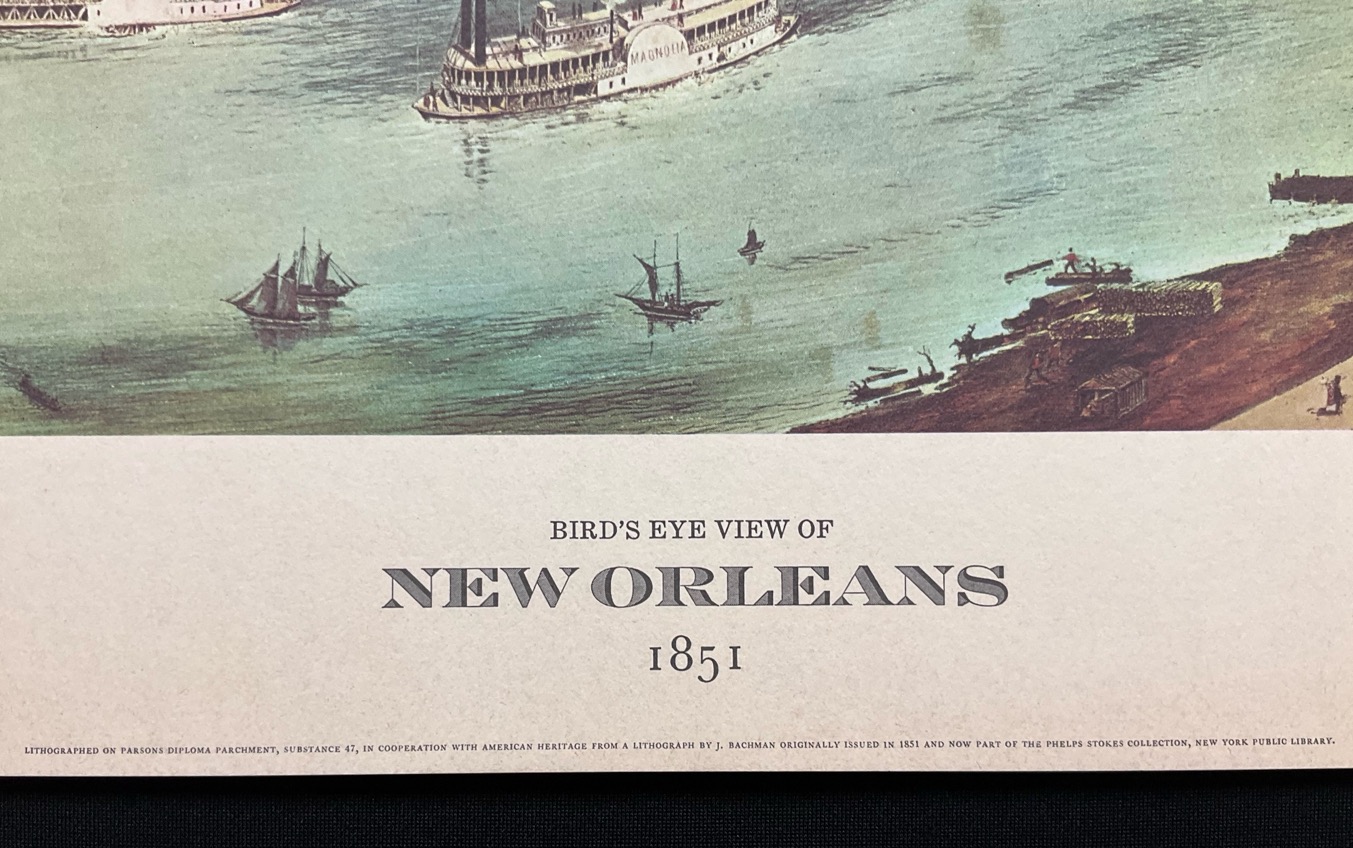 MAGNOLIA
BIRD'S EYE VIEW OF
NEW ORLEANS
1851
LITHOGRAPHED ON PARSONS DIPLOMA PARCHMENT, SUBSTANCE 47, IN COOPERATION WITH AMERICAN HERITAGE FROM A LITHOGRAPH BY J. BACHMAN ORIGINALLY ISSUED IN 1851 AND NOW PART OF THE PHELPS STOKES COLLECTION, NEW YORK PUBLIC LIBRARY.